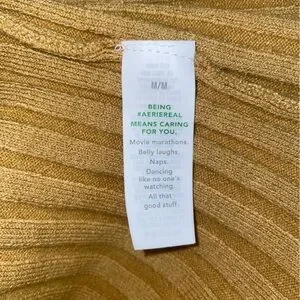 M/M
BEING
#AERIEREAL
MEANS CARING
FOR YOU.
Movie marathons.
Belly laughs.
Naps.
Dancing
like no one's
watching.
All that
good stuff.